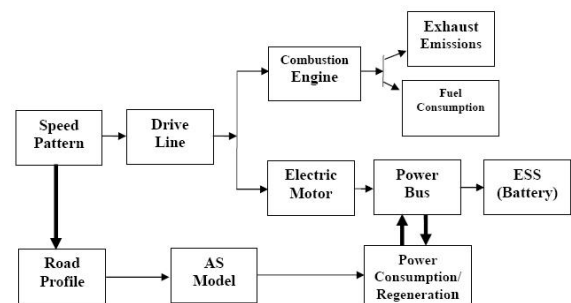 Exhaust
Emissions
Combustion
Engine
Fuel
Consumption
Speed
Pattern
Drive
Line
Electric
Motor
Power
Bus
ESS
(Battery)
Road
Profile
AS
Model
Power
Consumption/
Regeneration